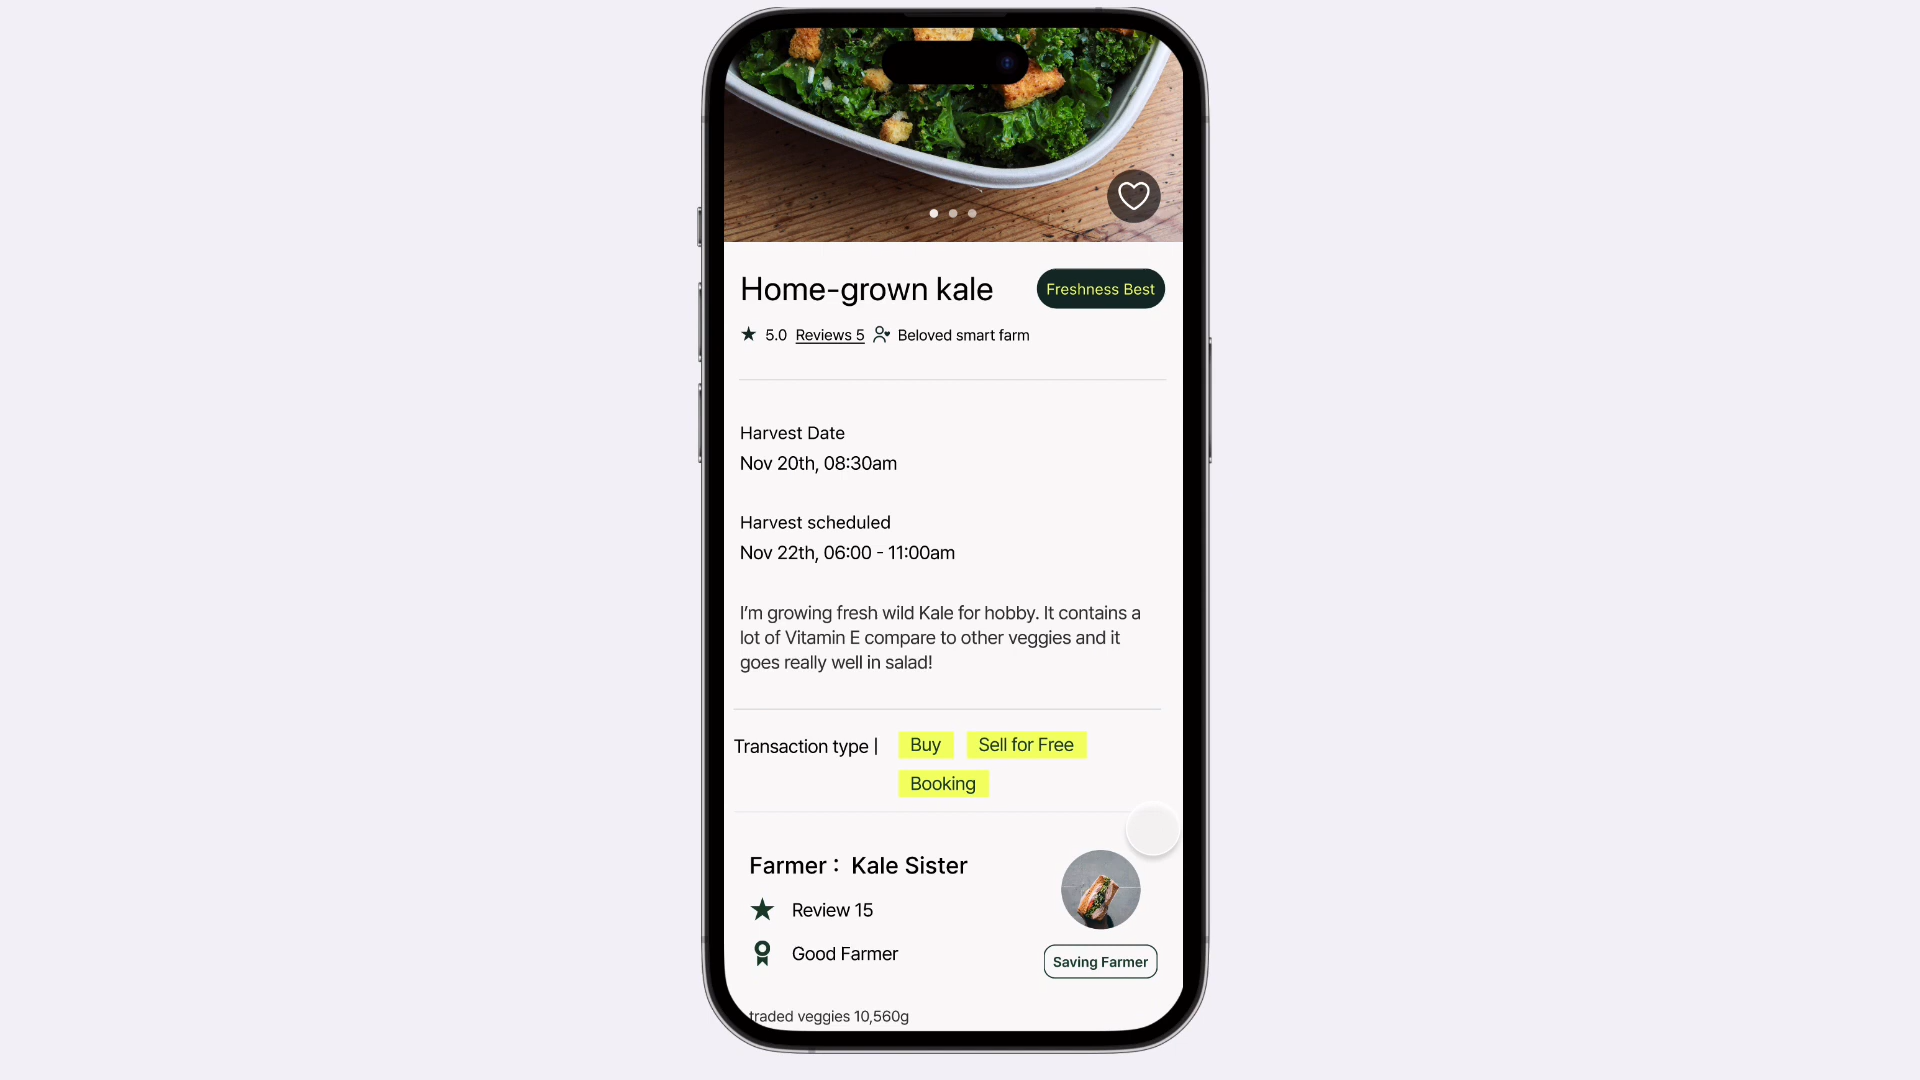 Home-grown kale
Freshness Best
5.0 Reviews 5 Beloved smart farm
Harvest Date
Nov 20th, 08:30am
Harvest scheduled
Nov 22th, 06:00 - 11:00am
I’m growing fresh wild Kale for hobby. It contains a
lot of Vitamin E compare to other veggies and it
goes really well in salad!
Transaction type | Buy Sell for Free
Booking
Farmer : Kale Sister
Review 15
Good Farmer
Saving Farmer
traded veggies 10,560g